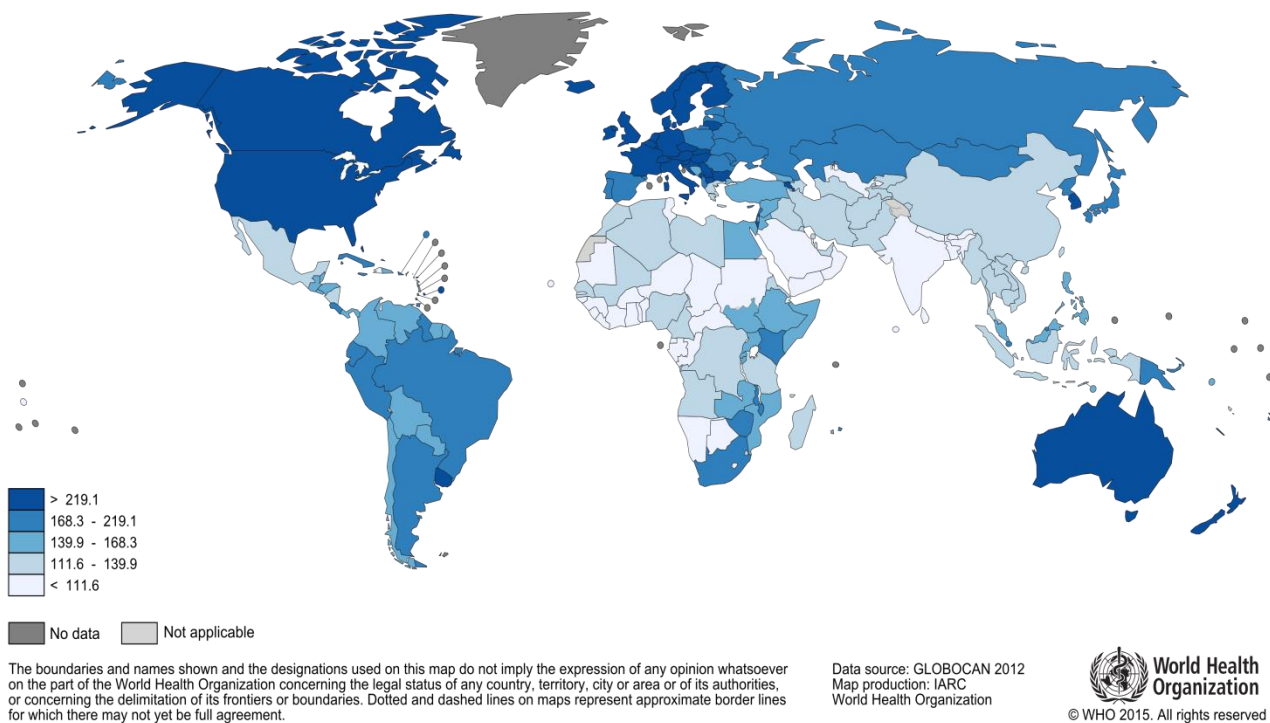 > 219.1
168.3 - 219.1
139.9 - 168.3
111.6 - 139.9
< 111.6
No data
Not applicable
The boundaries and names shown and the designations used on this map do not imply the expression of any opinion whatsoever
on the part of the World Health Organization concerning the legal status of any country, territory, city or area or of its authorities,
or concerning the delimitation of its frontiers or boundaries. Dotted and dashed lines on maps represent approximate border lines
for which there may not yet be full agreement.
Data source: GLOBOCAN 2012
Map production: IARC
World Health Organization
World Health
Organization
© WHO 2015. All rights reserved